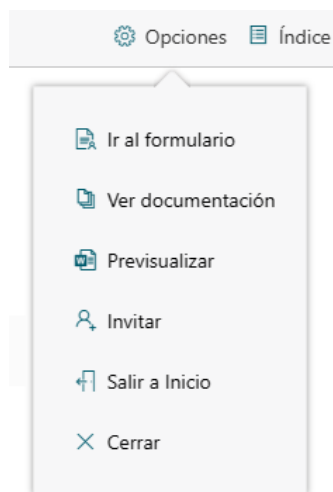 Opciones Índice
Ir al formulario
Ver documentación
Previsualizar
Invitar
Salir a Inicio
Cerrar